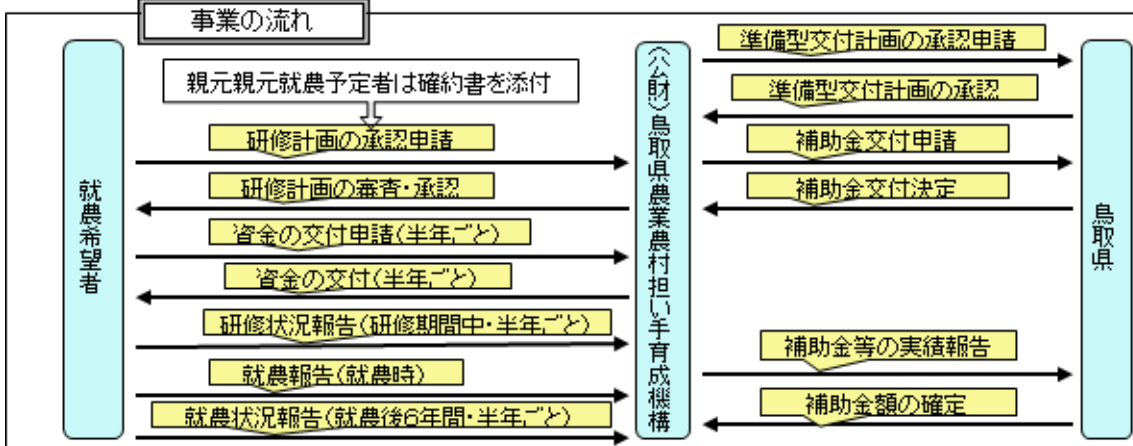 事業の流れ
親元親元就農予定者は確約書を添付
就農希望者
研修計画の承認申請
研修計画の審査・承認
資金の交付申請(半年ごと)
資金の交付(半年ごと)
研修状況報告(研修期間中・半年ごと)
就農報告(就農時)
就農状況報告(就農後6年間・半年ごと)
(公財)鳥取県農業農村担い手育成機構
準備型交付計画の承認申請
準備型交付計画の承認
補助金交付申請
補助金交付決定
補助金等の実績報告
補助金額の確定
鳥取県